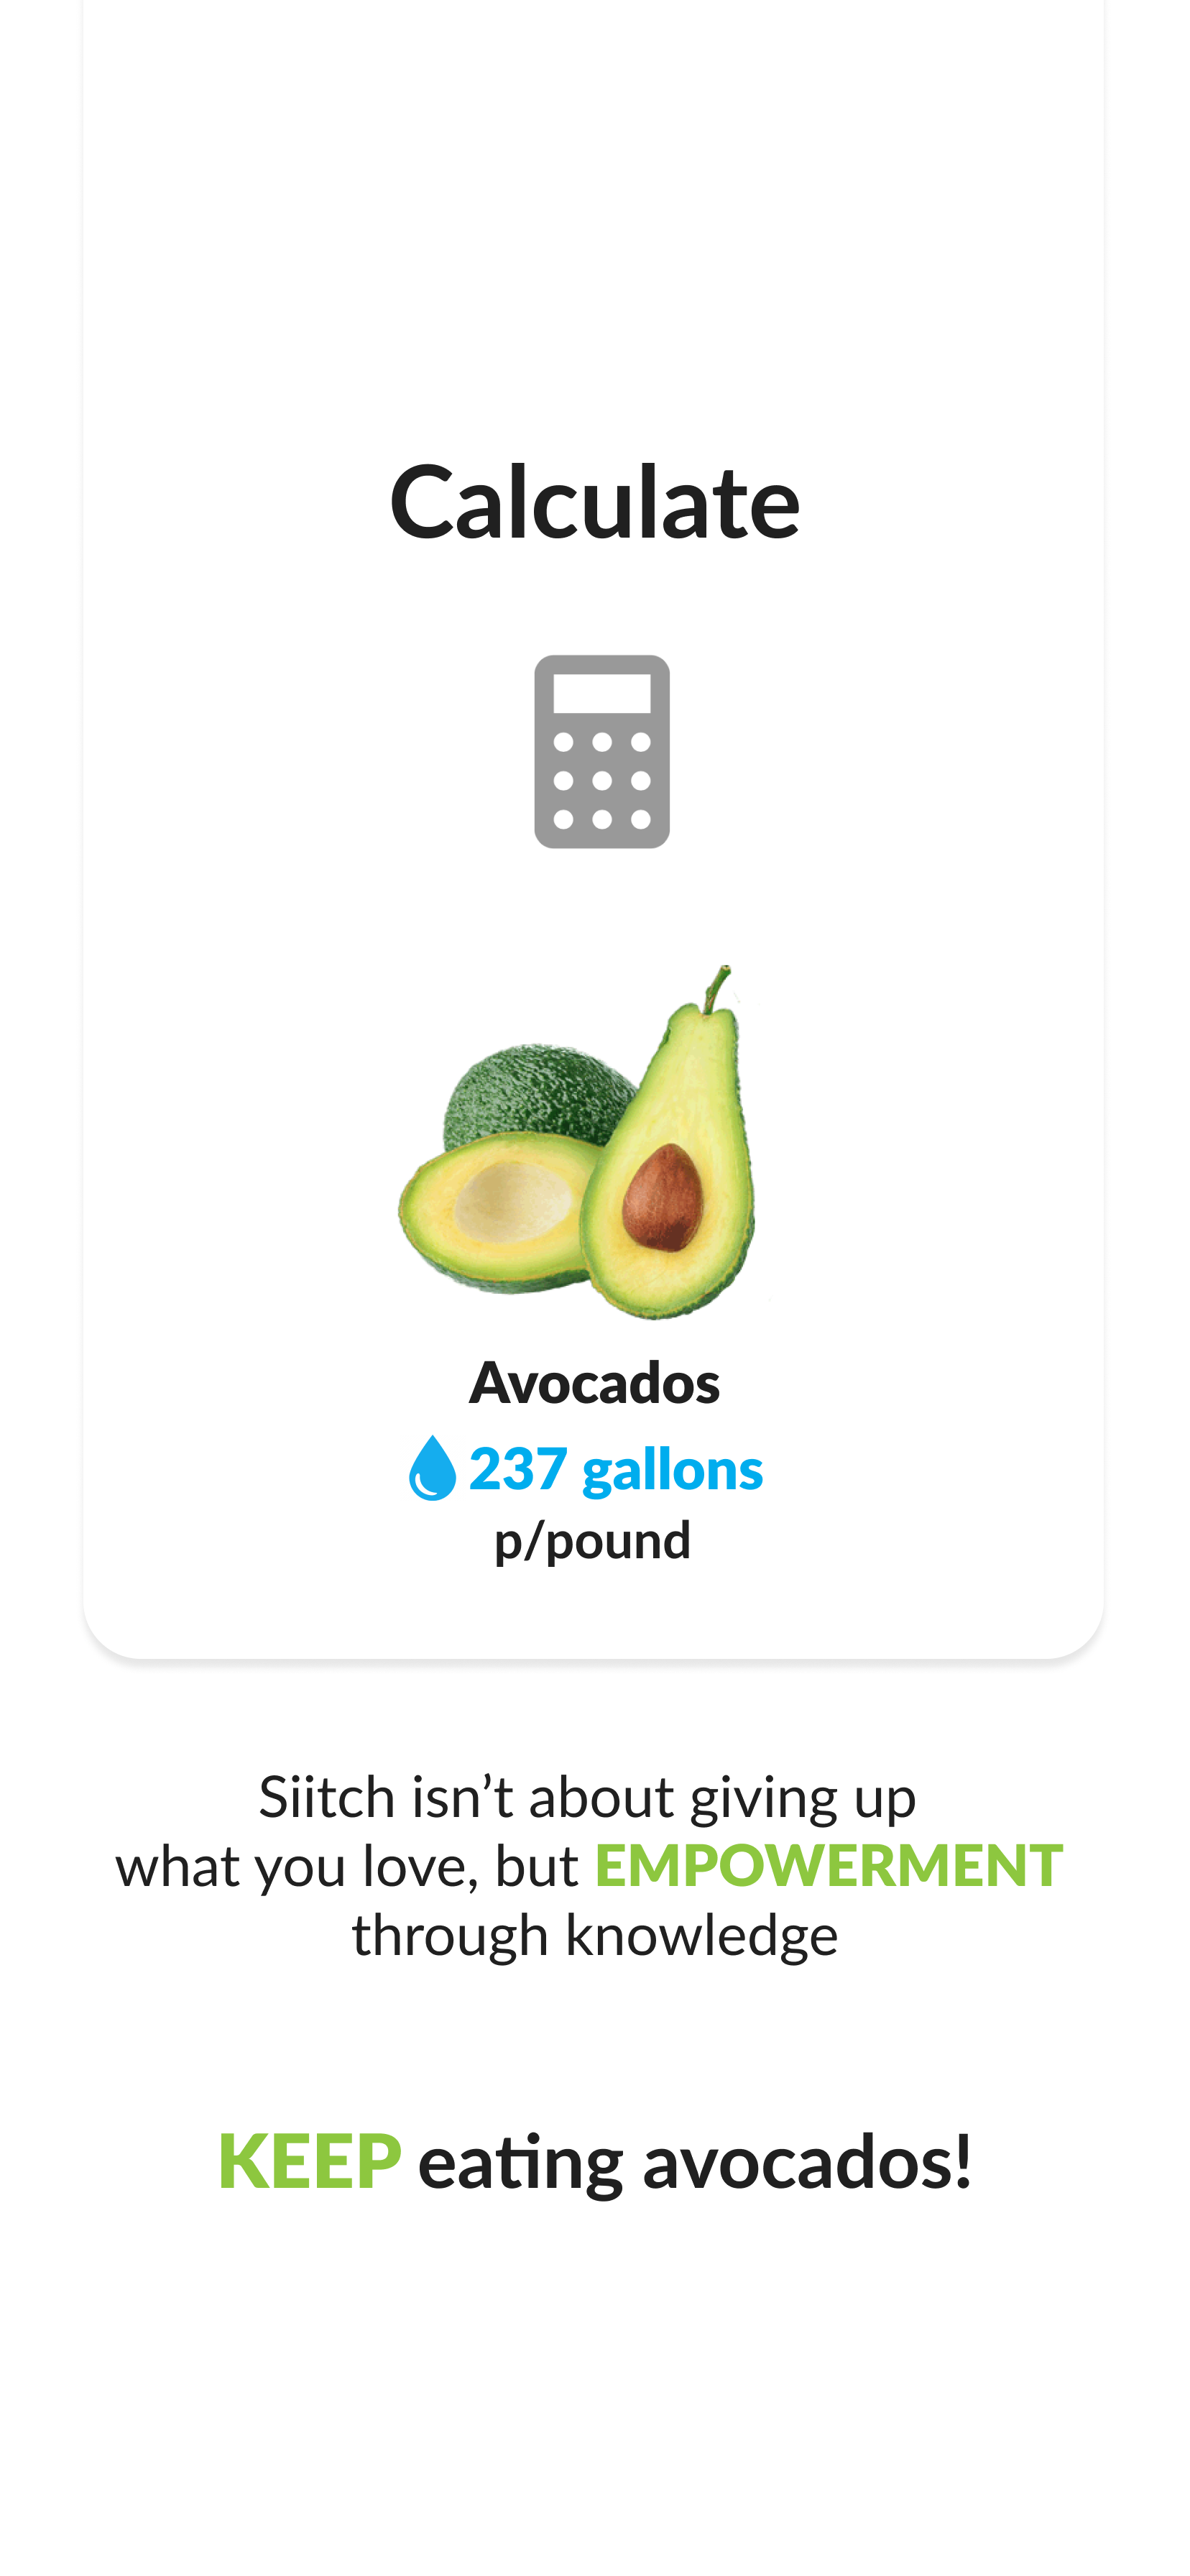 Calculate
Avocados
237 gallons
p/pound
Siitch isn’t about giving up
what you love, but EMPOWERMENT
through knowledge
KEEP eating avocados!